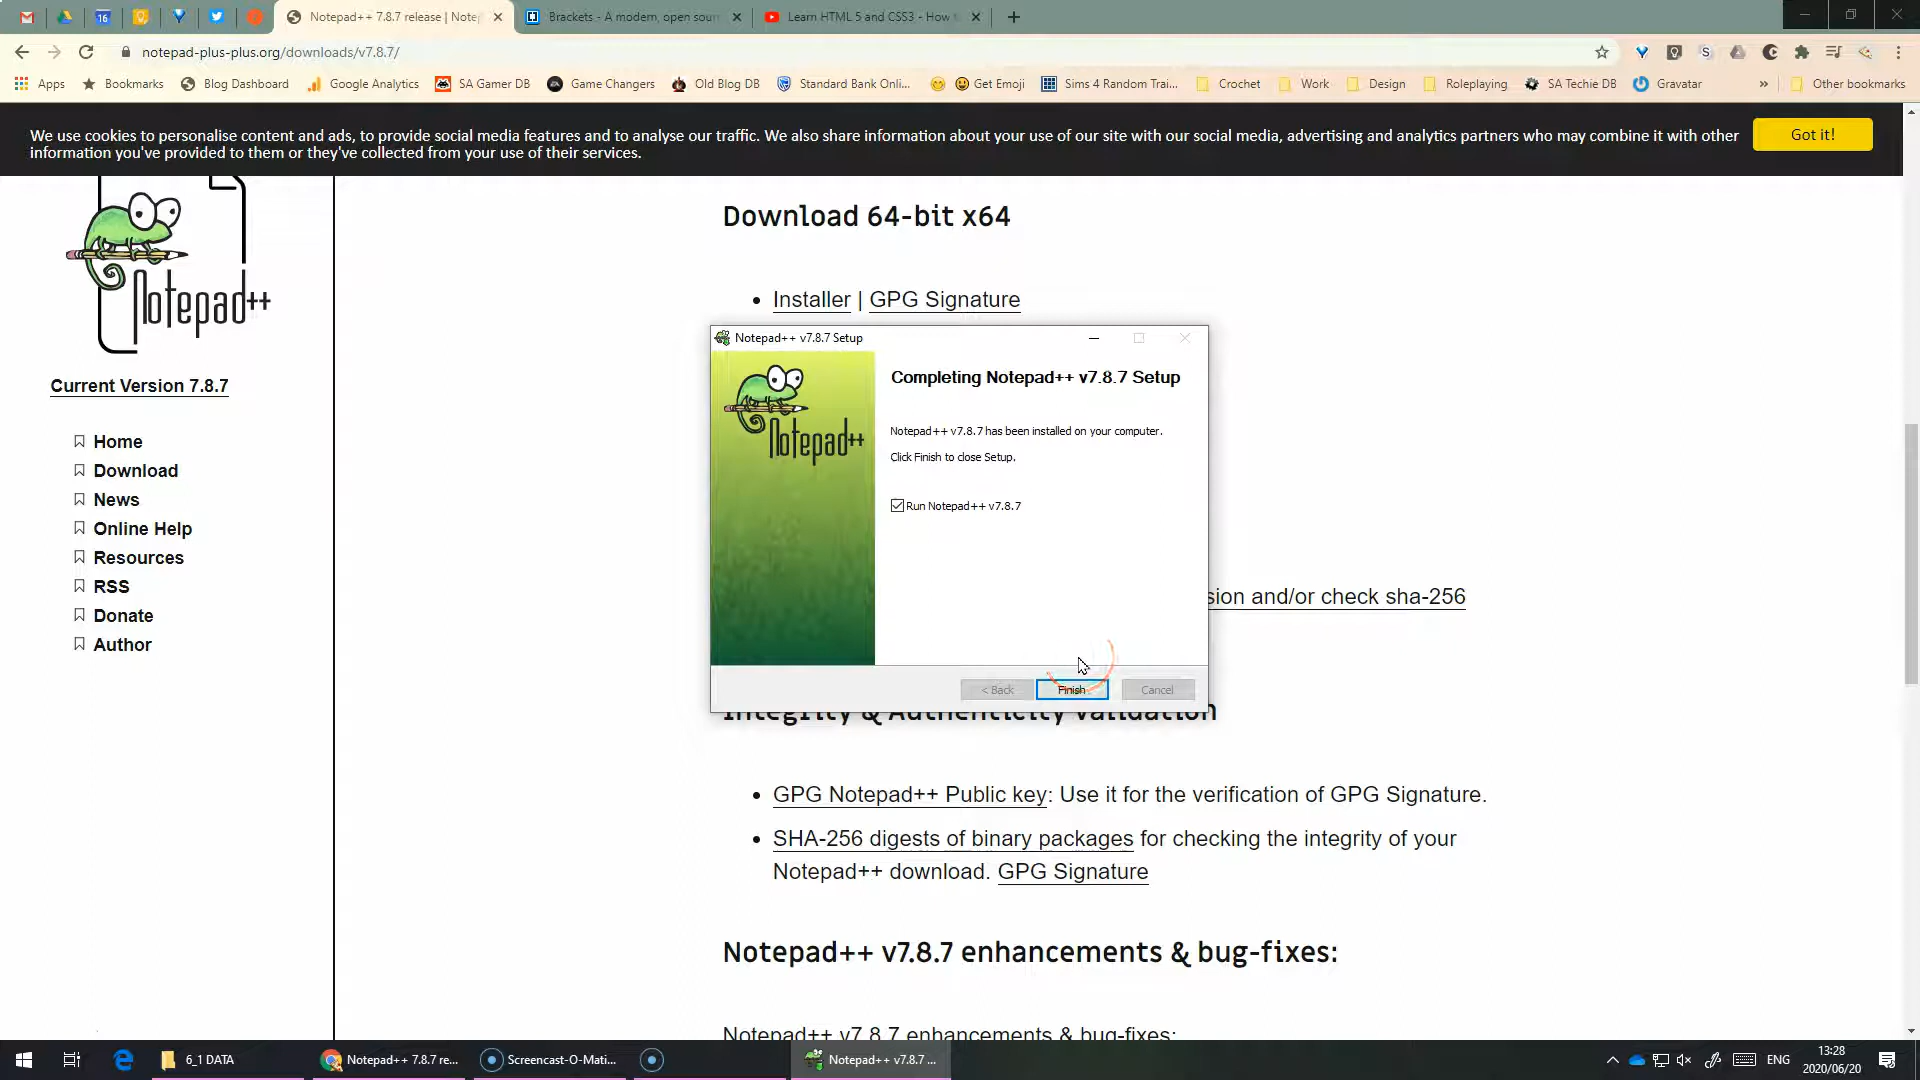 16
Notepad++ 7.8.7 release | Notep
Brackets - A modern, open sourc
Learn HTML 5 and CSS3 - How t
notepad-plus-plus.org/downloads/v7.8.7/
Apps
Bookmarks
Blog Dashboard
Google Analytics
SA Gamer DB
Game Changers
Old Blog DB
Standard Bank Onli...
Get Emoji
Sims 4 Random Trai...
Crochet
Work
Design
Roleplaying
SA Techie DB
Gravatar
»
Other bookmarks
We use cookies to personalise content and ads, to provide social media features and to analyse our traffic. We also share information about your use of our site with our social media, advertising and analytics partners who may combine it with other
information you've provided to them or they've collected from your use of their services.
Got it!
Notepad++
Current Version 7.8.7
Home
Download
News
Online Help
Resources
RSS
Donate
Author
Download 64-bit x64
• Installer | GPG Signature
Notepad++ v7.8.7 Setup
Notepad++
Completing Notepad++ v7.8.7 Setup
Notepad++ v7.8.7 has been installed on your computer.
Click Finish to close Setup.
Run Notepad++ v7.8.7
< Back
Finish
Cancel
sion and/or check sha-256
Integrity & Authenticity validation
• GPG Notepad++ Public key: Use it for the verification of GPG Signature.
• SHA-256 digests of binary packages for checking the integrity of your
Notepad++ download. GPG Signature
Notepad++ v7.8.7 enhancements & bug-fixes:
Notepad++ v7.8.7 enhancements & bug-fixes:
6_1 DATA
Notepad++ 7.8.7 re...
Screencast-O-Mati...
Notepad++ v7.8.7 ...
ENG
13:28
2020/06/20